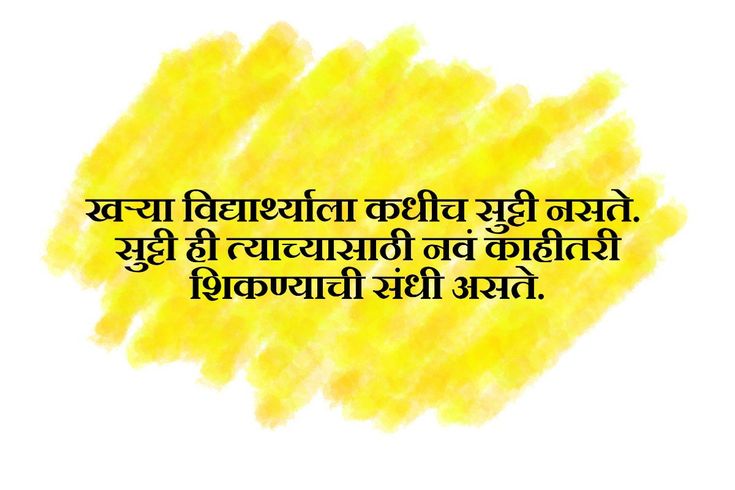 खऱ्या विद्यार्थ्याला कधीच सुट्टी नसते.
सुट्टी ही त्याच्यासाठी नवं काहीतरी
शिकण्याची संधी असते.